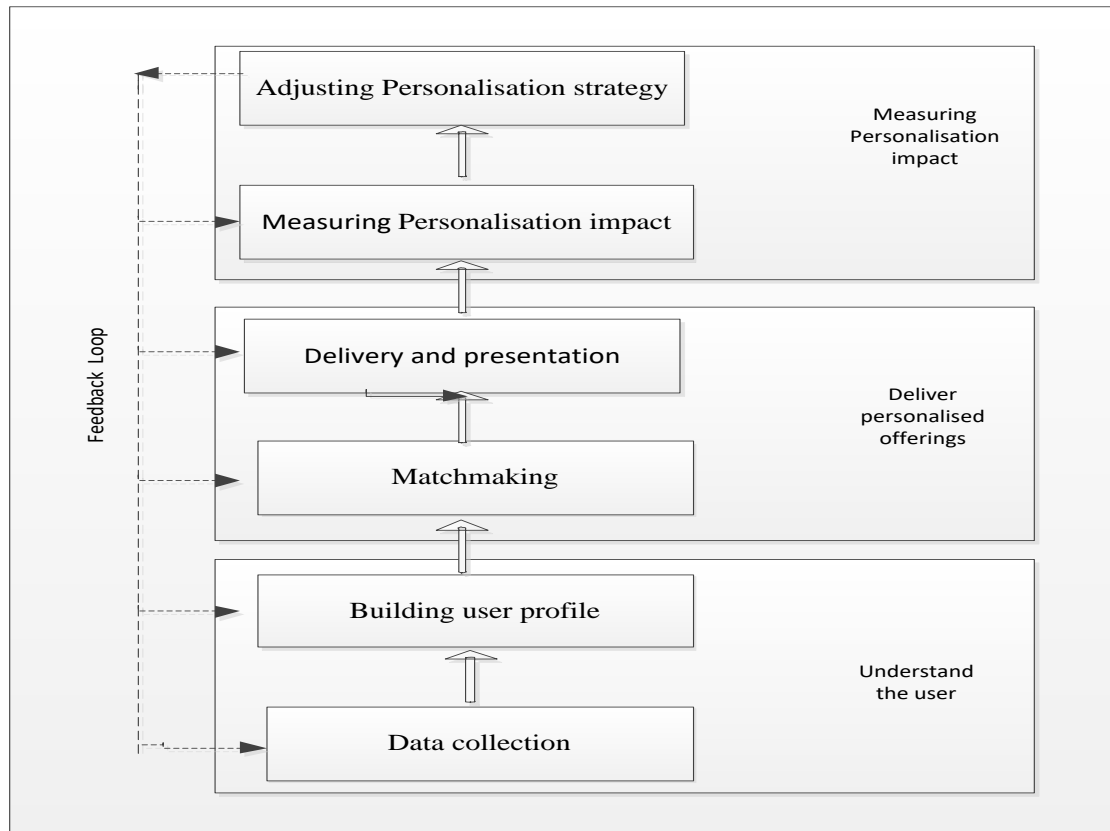 Adjusting Personalisation strategy
Measuring
Personalisation
impact
Measuring Personalisation impact
Feedback Loop
Delivery and presentation
Deliver
personalised
offerings
Matchmaking
Building user profile
Understand
the user
Data collection